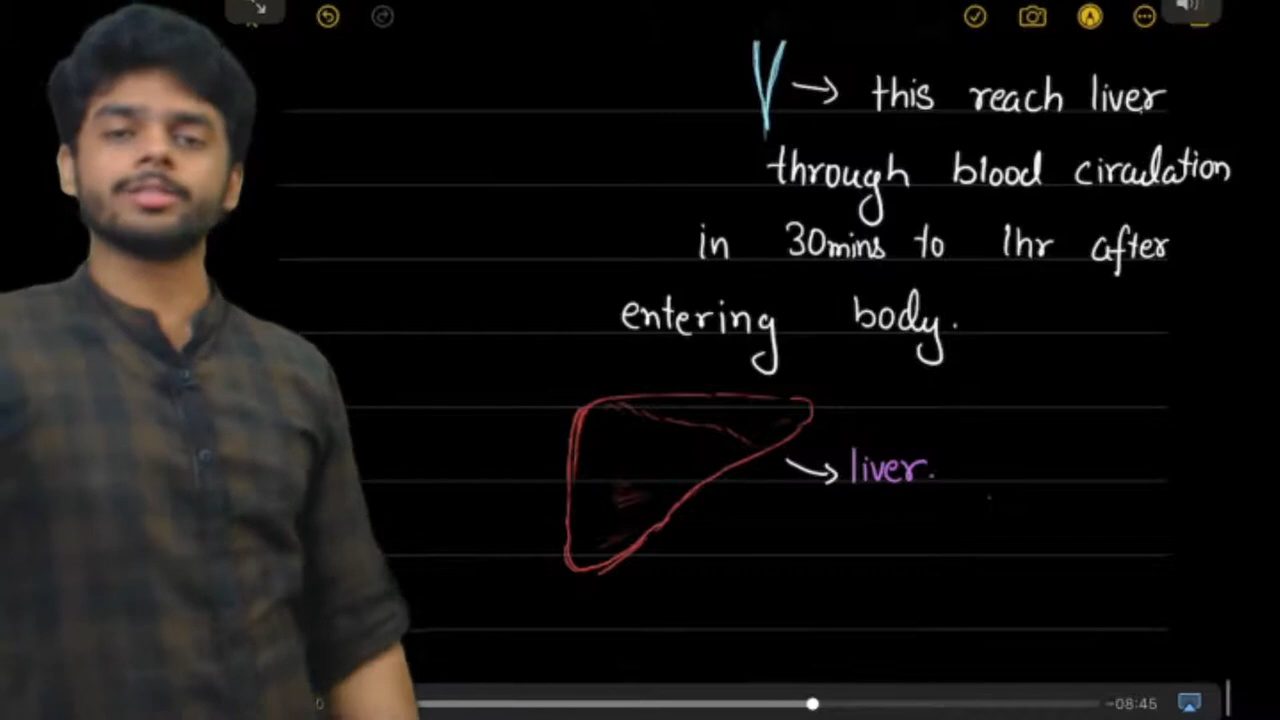 → this reach liver
through blood circulation
in 30mins to 1hr after
entering body.
→ liver.
-08:45